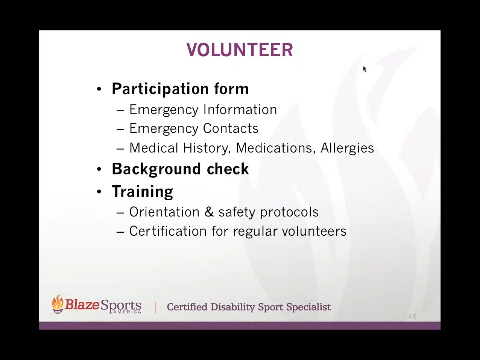 VOLUNTEER
• Participation form
– Emergency Information
– Emergency Contacts
– Medical History, Medications, Allergies
• Background check
• Training
– Orientation & safety protocols
– Certification for regular volunteers
BlazeSports
AMERICA
Certified Disability Sport Specialist